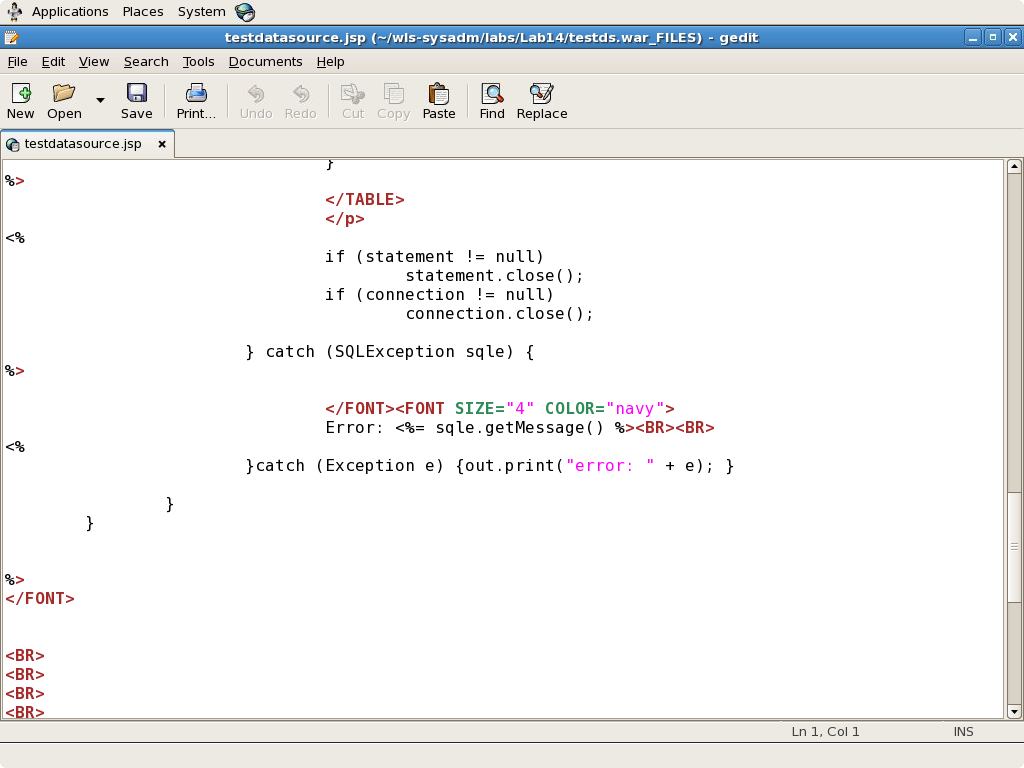 Applications Places System
testdatasource.jsp (~/wls-sysadm/labs/Lab14/testds.war_FILES) - gedit
File Edit View Search Tools Documents Help
New Open Save Print... Undo Redo Cut Copy Paste Find Replace
testdatasource.jsp
}
%>
</TABLE>
</p>
<%
if (statement != null)
statement.close();
if (connection != null)
connection.close();
} catch (SQLException sqle) {
%>
</FONT><FONT SIZE="4" COLOR="navy">
Error: <%= sqle.getMessage() %><BR><BR>
<%
}catch (Exception e) {out.print("error: " + e); }
}
}
%>
</FONT>
<BR>
<BR>
<BR>
<BR>
Ln 1, Col 1 INS